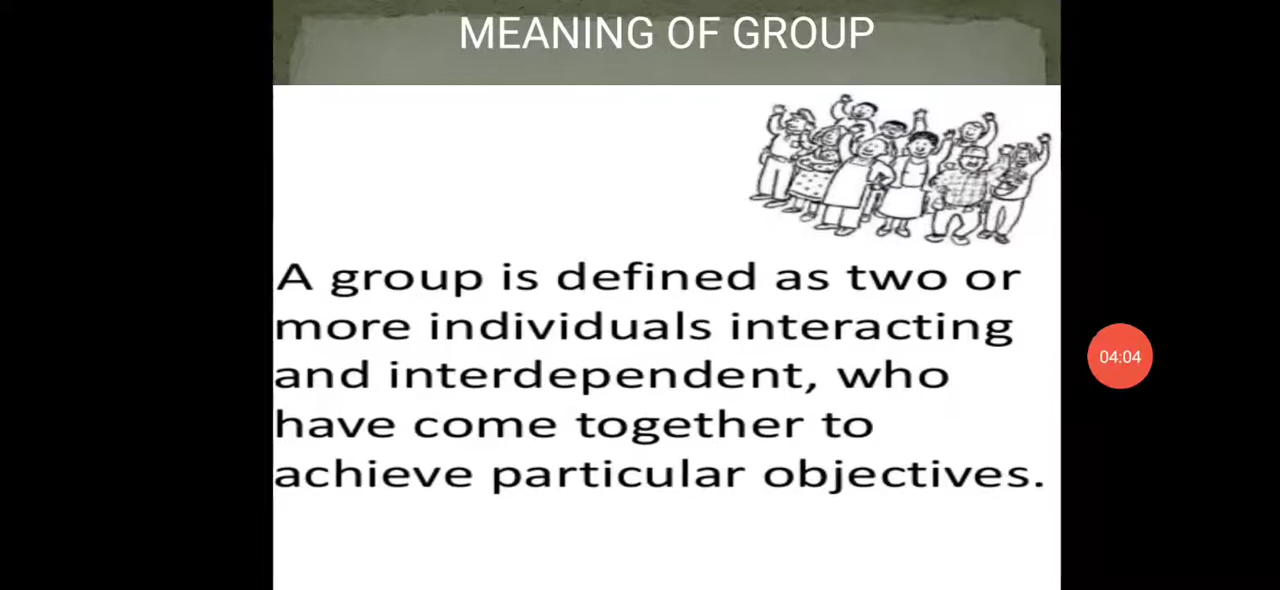 MEANING OF GROUP
A group is defined as two or
more individuals interacting
and interdependent, who
have come together to
achieve particular objectives.
04:04